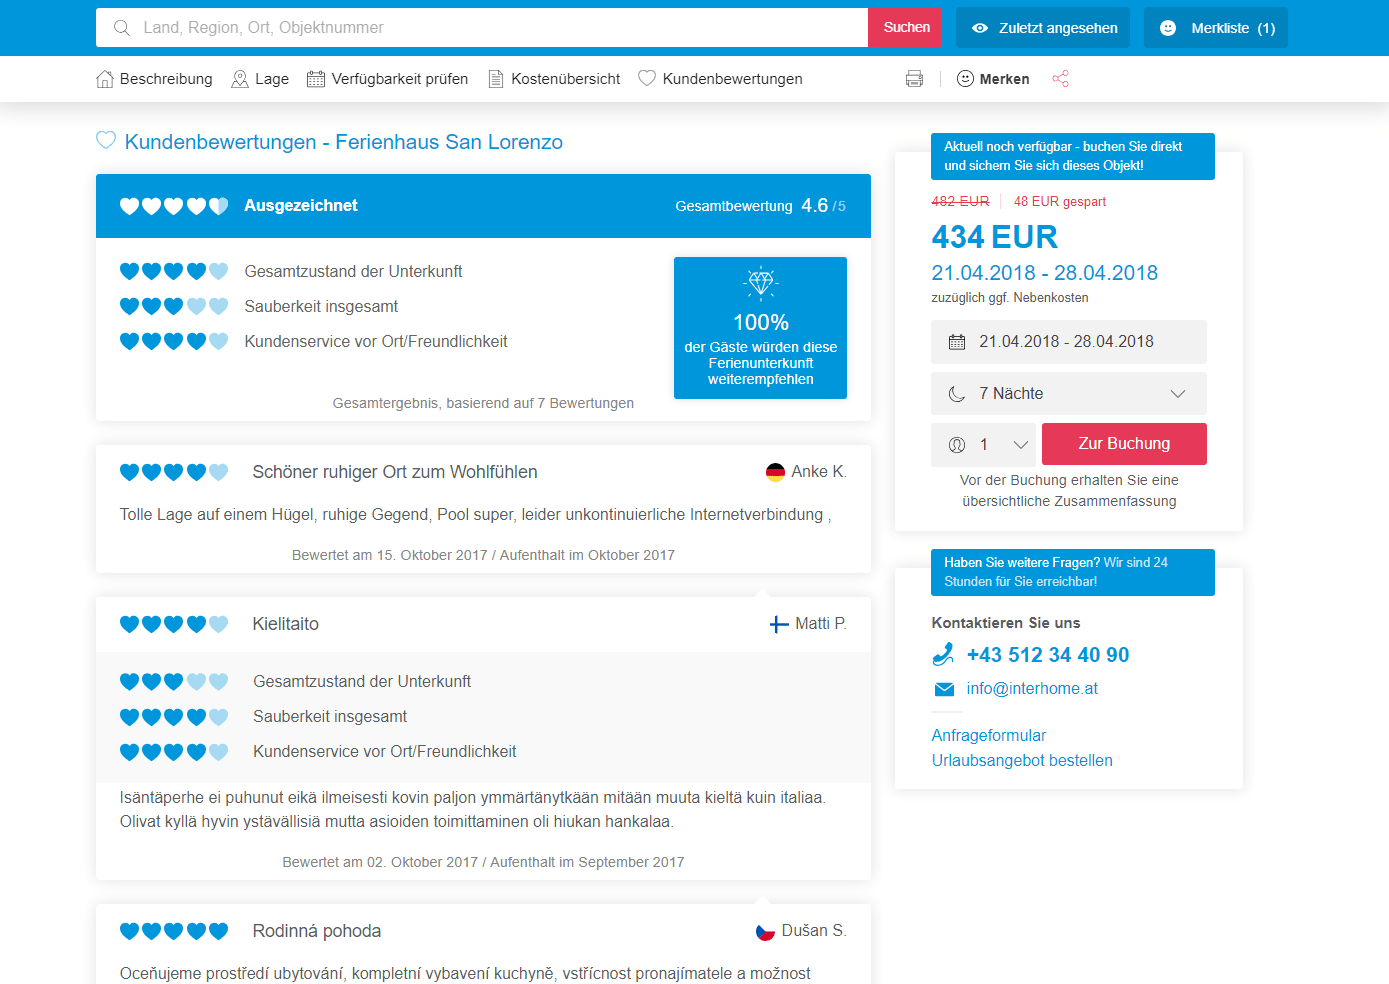 Land, Region, Ort, Objektnummer
Suchen
Zuletzt angesehen
Merkliste (1)
Beschreibung
Lage
Verfügbarkeit prüfen
Kostenübersicht
Kundenbewertungen
Merken
Kundenbewertungen - Ferienhaus San Lorenzo
Ausgezeichnet
Gesamtbewertung 4.6 /5
Gesamtzustand der Unterkunft
Sauberkeit insgesamt
Kundenservice vor Ort/Freundlichkeit
100%
der Gäste würden diese
Ferienunterkunft
weiterempfehlen
Gesamtergebnis, basierend auf 7 Bewertungen
Schöner ruhiger Ort zum Wohlfühlen
Anke K.
Tolle Lage auf einem Hügel, ruhige Gegend, Pool super, leider unkontinuierliche Internetverbindung ,
Bewertet am 15. Oktober 2017 / Aufenthalt im Oktober 2017
Kielitaito
Matti P.
Gesamtzustand der Unterkunft
Sauberkeit insgesamt
Kundenservice vor Ort/Freundlichkeit
Isäntäperhe ei puhunut eikä ilmeisesti kovin paljon ymmärtänytkään mitään muuta kieltä kuin italiaa.
Olivat kyllä hyvin ystävällisiä mutta asioiden toimittaminen oli hiukan hankalaa.
Bewertet am 02. Oktober 2017 / Aufenthalt im September 2017
Rodinná pohoda
Dušan S.
Oceňujeme prostředí ubytování, kompletní vybavení kuchyně, vstřícnost pronajímatele a možnost
Aktuell noch verfügbar - buchen Sie direkt
und sichern Sie sich dieses Objekt!
482 EUR
48 EUR gespart
434 EUR
21.04.2018 - 28.04.2018
zuzüglich ggf. Nebenkosten
21.04.2018 - 28.04.2018
7 Nächte
1
Zur Buchung
Vor der Buchung erhalten Sie eine
übersichtliche Zusammenfassung
Haben Sie weitere Fragen? Wir sind 24
Stunden für Sie erreichbar!
Kontaktieren Sie uns
+43 512 34 40 90
info@interhome.at
Anfrageformular
Urlaubsangebot bestellen